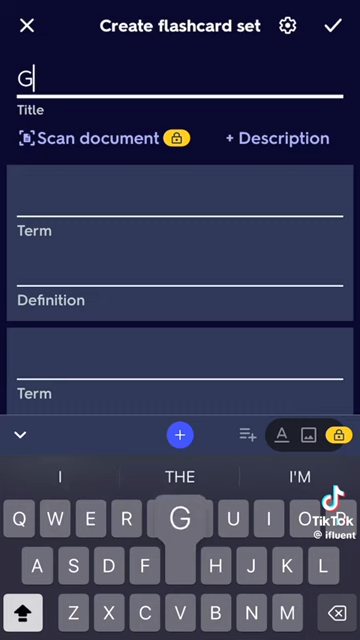 Create flashcard set
G
Title
Scan document
+ Description
Term
Definition
Term
A
I THE I'M
Q W E R G U I O P
A S D F H J K L
Z X C V B N M
TikTok
@ ifluent